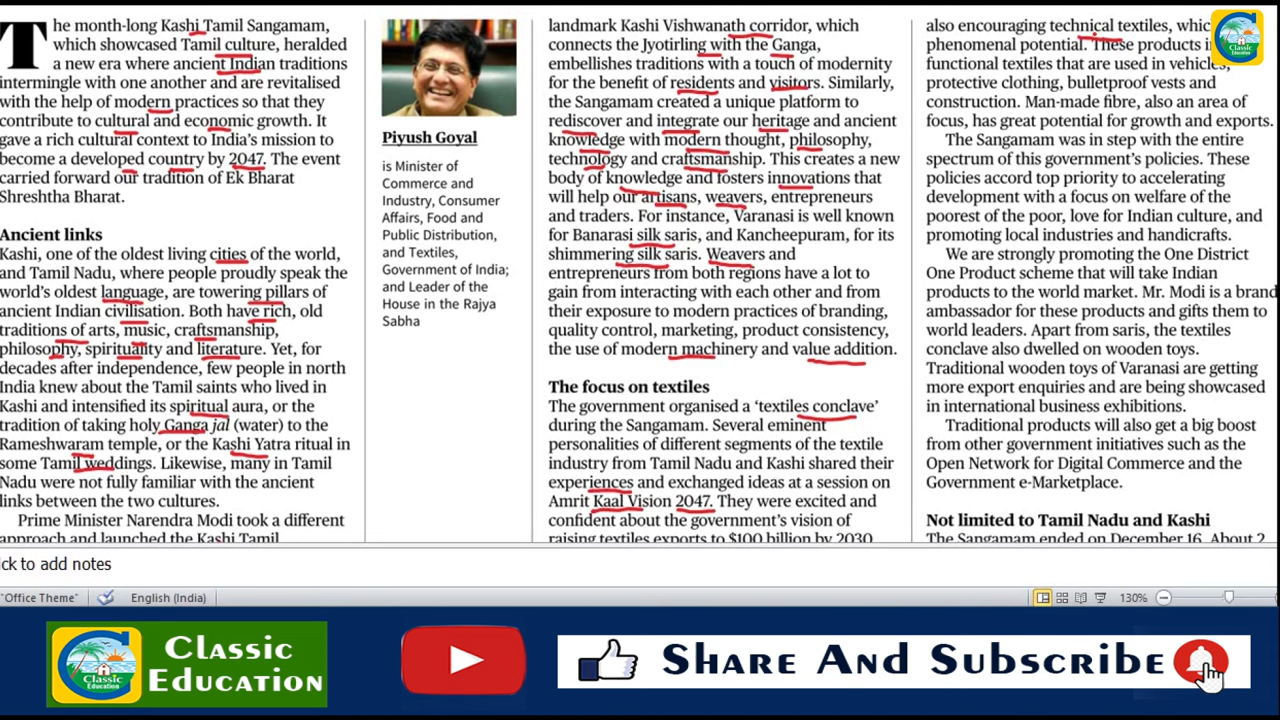 The month-long Kashi Tamil Sangamam,
which showcased Tamil culture, heralded
a new era where ancient Indian traditions
intermingle with one another and are revitalised
with the help of modern practices so that they
contribute to cultural and economic growth. It
gave a rich cultural context to India's mission to
become a developed country by 2047. The event
carried forward our tradition of Ek Bharat
Shreshtha Bharat.
Ancient links
Kashi, one of the oldest living cities of the world,
and Tamil Nadu, where people proudly speak the
world's oldest language, are towering pillars of
ancient Indian civilisation. Both have rich, old
traditions of arts, music, craftsmanship,
philosophy, spirituality and literature. Yet, for
decades after independence, few people in north
India knew about the Tamil saints who lived in
Kashi and intensified its spiritual aura, or the
tradition of taking holy Ganga jal (water) to the
Rameshwaram temple, or the Kashi Yatra ritual in
some Tamil weddings. Likewise, many in Tamil
Nadu were not fully familiar with the ancient
links between the two cultures.
Prime Minister Narendra Modi took a different
approach and launched the Kashi Tamil
Piyush Goyal
is Minister of
Commerce and
Industry, Consumer
Affairs, Food and
Public Distribution,
and Textiles,
Government of India;
and Leader of the
House in the Rajya
Sabha
landmark Kashi Vishwanath corridor, which
connects the Jyotirling with the Ganga,
embellishes traditions with a touch of modernity
for the benefit of residents and visitors. Similarly,
the Sangamam created a unique platform to
rediscover and integrate our heritage and ancient
knowledge with modern thought, philosophy,
technology and craftsmanship. This creates a new
body of knowledge and fosters innovations that
will help our artisans, weavers, entrepreneurs
and traders. For instance, Varanasi is well known
for Banarasi silk saris, and Kancheepuram, for its
shimmering silk saris. Weavers and
entrepreneurs from both regions have a lot to
gain from interacting with each other and from
their exposure to modern practices of branding,
quality control, marketing, product consistency,
the use of modern machinery and value addition.
The focus on textiles
The government organised a 'textiles conclave'
during the Sangamam. Several eminent
personalities of different segments of the textile
industry from Tamil Nadu and Kashi shared their
experiences and exchanged ideas at a session on
Amrit Kaal Vision 2047. They were excited and
confident about the government's vision of
raising textiles exports to $100 billion by 2030
also encouraging technical textiles,
phenomenal potential. These products
functional textiles that are used in vehicles,
protective clothing, bulletproof vests and
construction. Man-made fibre, also an area of
focus, has great potential for growth and exports.
The Sangamam was in step with the entire
spectrum of this government's policies. These
policies accord top priority to accelerating
development with a focus on welfare of the
poorest of the poor, love for Indian culture, and
promoting local industries and handicrafts.
We are strongly promoting the One District
One Product scheme that will take Indian
products to the world market. Mr. Modi is a brand
ambassador for these products and gifts them to
world leaders. Apart from saris, the textiles
conclave also dwelled on wooden toys.
Traditional wooden toys of Varanasi are getting
more export enquiries and are being showcased
in international business exhibitions.
Traditional products will also get a big boost
from other government initiatives such as the
Open Network for Digital Commerce and the
Government e-Marketplace.
Not limited to Tamil Nadu and Kashi
The Sangamam ended on December 16. About 2
Classic
Education
ck to add notes
"Office Theme"
English (India)
130%
Classic
Education
Classic
Education
Share And Subscribe